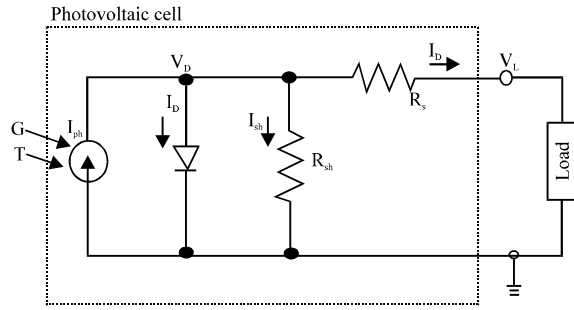 Photovoltaic cell
V_D
I_D
V_L
I_D
I_ph
I_sh
R_s
G
T
R_sh
Load